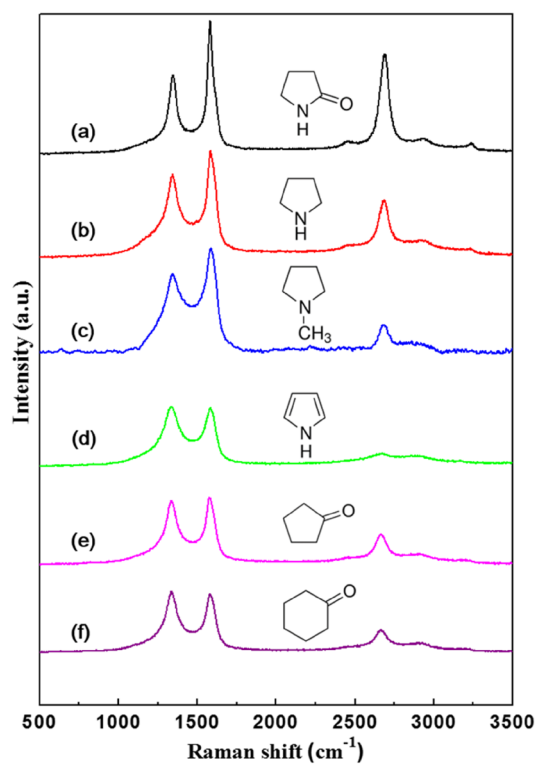 (a)
N
H
O
(b)
N
H
(c)
N
CH3
(d)
N
H
(e)
O
(f)
O
Intensity (a.u.)
500 1000 1500 2000 2500 3000 3500
Raman shift (cm⁻¹)